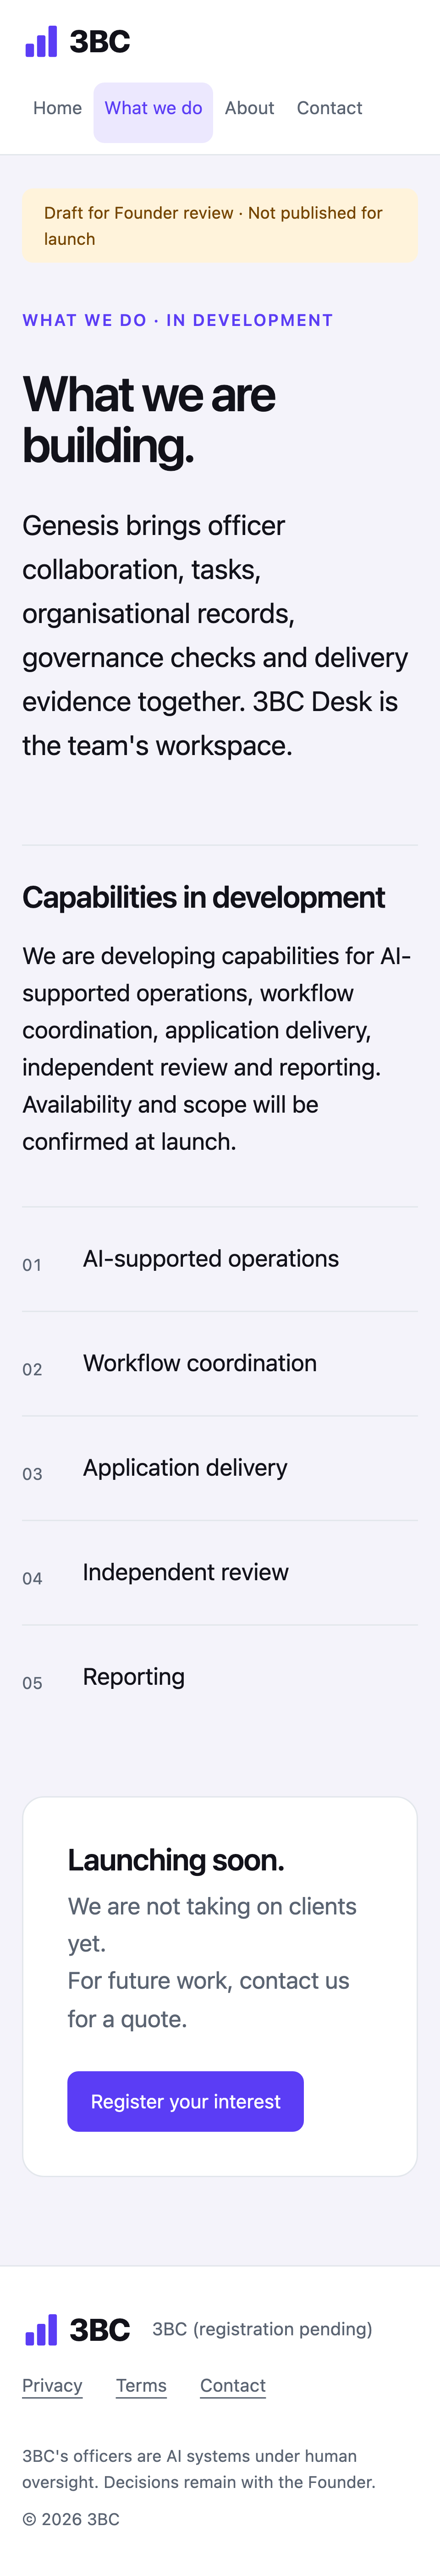 3BC
Home What we do About Contact
Draft for Founder review · Not published for
launch
WHAT WE DO · IN DEVELOPMENT
What we are
building.
Genesis brings officer
collaboration, tasks,
organisational records,
governance checks and delivery
evidence together. 3BC Desk is
the team's workspace.
Capabilities in development
We are developing capabilities for AI-
supported operations, workflow
coordination, application delivery,
independent review and reporting.
Availability and scope will be
confirmed at launch.
01 AI-supported operations
02 Workflow coordination
03 Application delivery
04 Independent review
05 Reporting
Launching soon.
We are not taking on clients
yet.
For future work, contact us
for a quote.
Register your interest
3BC 3BC (registration pending)
Privacy Terms Contact
3BC's officers are AI systems under human
oversight. Decisions remain with the Founder.
© 2026 3BC